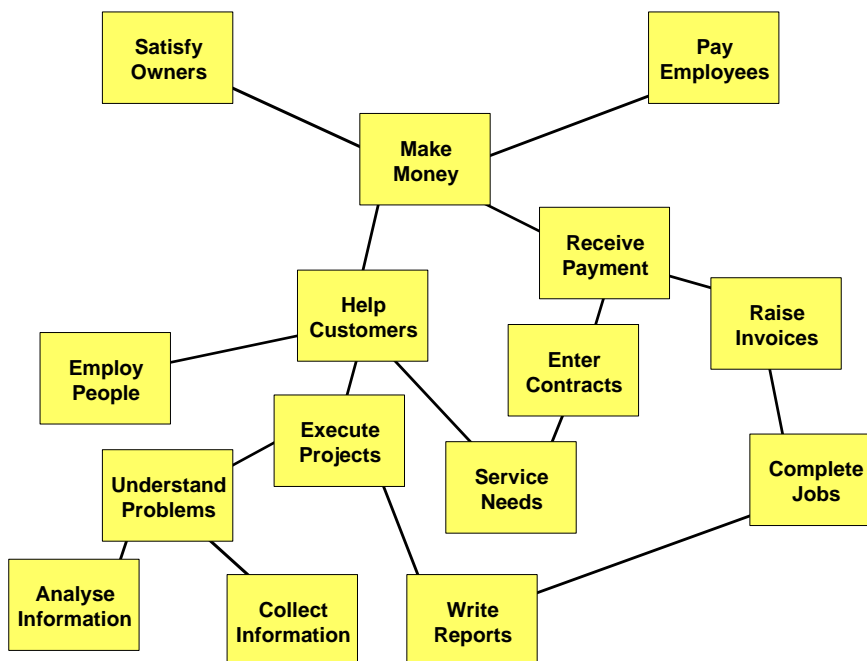 Satisfy
Owners
Pay
Employees
Make
Money
Receive
Payment
Help
Customers
Raise
Invoices
Employ
People
Enter
Contracts
Execute
Projects
Service
Needs
Complete
Jobs
Understand
Problems
Analyse
Information
Collect
Information
Write
Reports